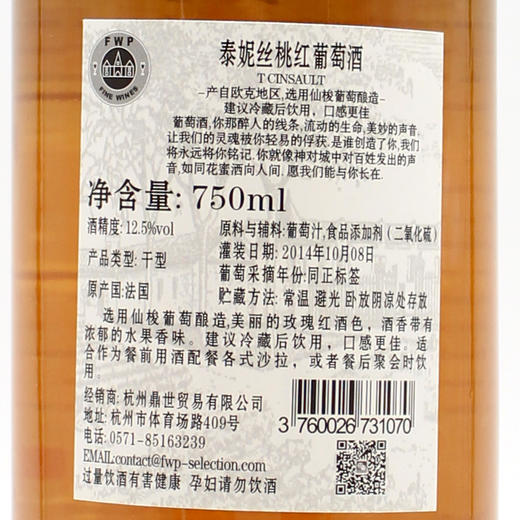 FWP
FINE WINES
泰妮丝桃红葡萄酒
T CINSAULT
-产自欧克地区,选用仙梭葡萄酿造-
建议冷藏后饮用，口感更佳
葡萄酒,你那醉人的线条,流动的生命,美妙的声音,
让我们的灵魂被你轻易的俘获.是谁创造了你,我们
将永远将你铭记.你就像神对城中对百姓发出的声
音,如同花蜜洒向人间.愿我们能与你长在.
净含量: 750ml
酒精度: 12.5%vol
原料与辅料: 葡萄汁,食品添加剂（二氧化硫）
灌装日期: 2014年10月08日
产品类型: 干型
葡萄采摘年份:同正标签
原产国:法国
贮藏方法: 常温 避光 卧放阴凉处存放
选用仙梭葡萄酿造,美丽的玫瑰红酒色，酒香带有
浓郁的水果香味。建议冷藏后饮用，口感更佳。适
合作为餐前用酒配餐各式沙拉，或者餐后聚会时饮
用。
经销商: 杭州鼎世贸易有限公司
地址: 杭州市体育场路409号
电话: 0571-85163239
EMAIL:contact@fwp-selection.com
过量饮酒有害健康 孕妇请勿饮酒
3 760026 731070